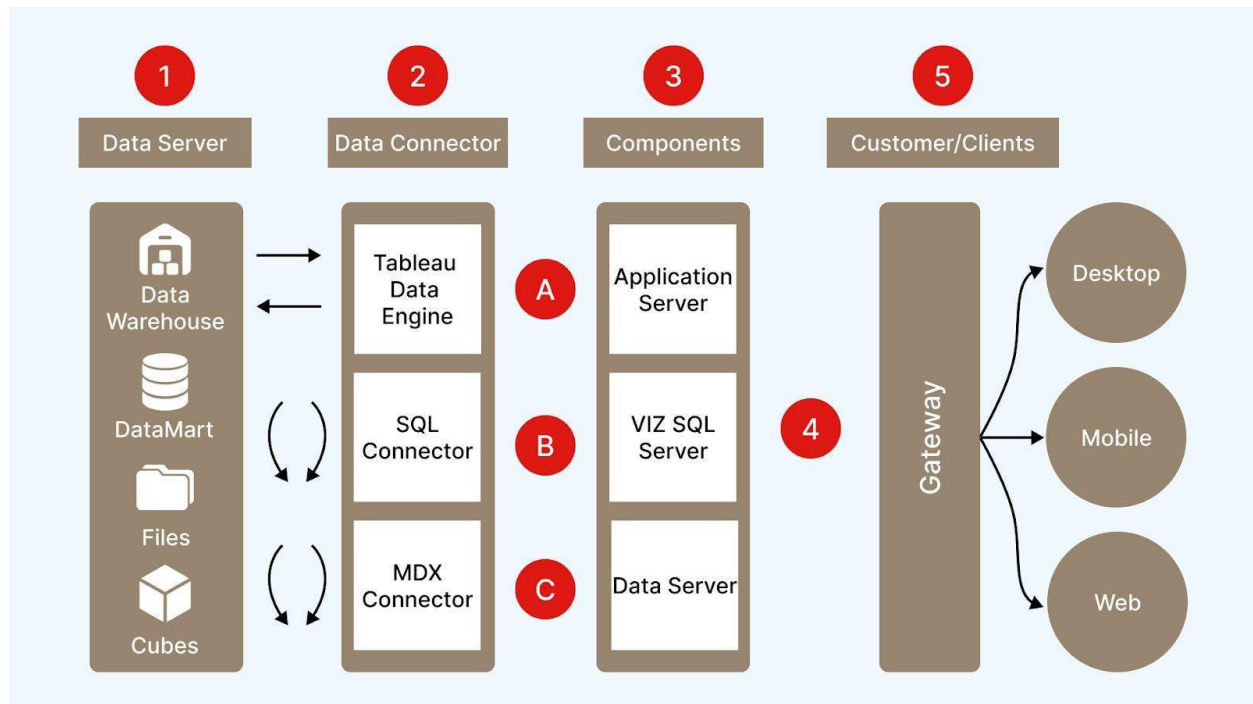 1
2
3
5
Data Server
Data Connector
Components
Customer/Clients
Data
Warehouse
DataMart
Files
Cubes
Tableau
Data
Engine
SQL
Connector
MDX
Connector
A
B
C
Application
Server
VIZ SQL
Server
Data Server
4
Gateway
Desktop
Mobile
Web